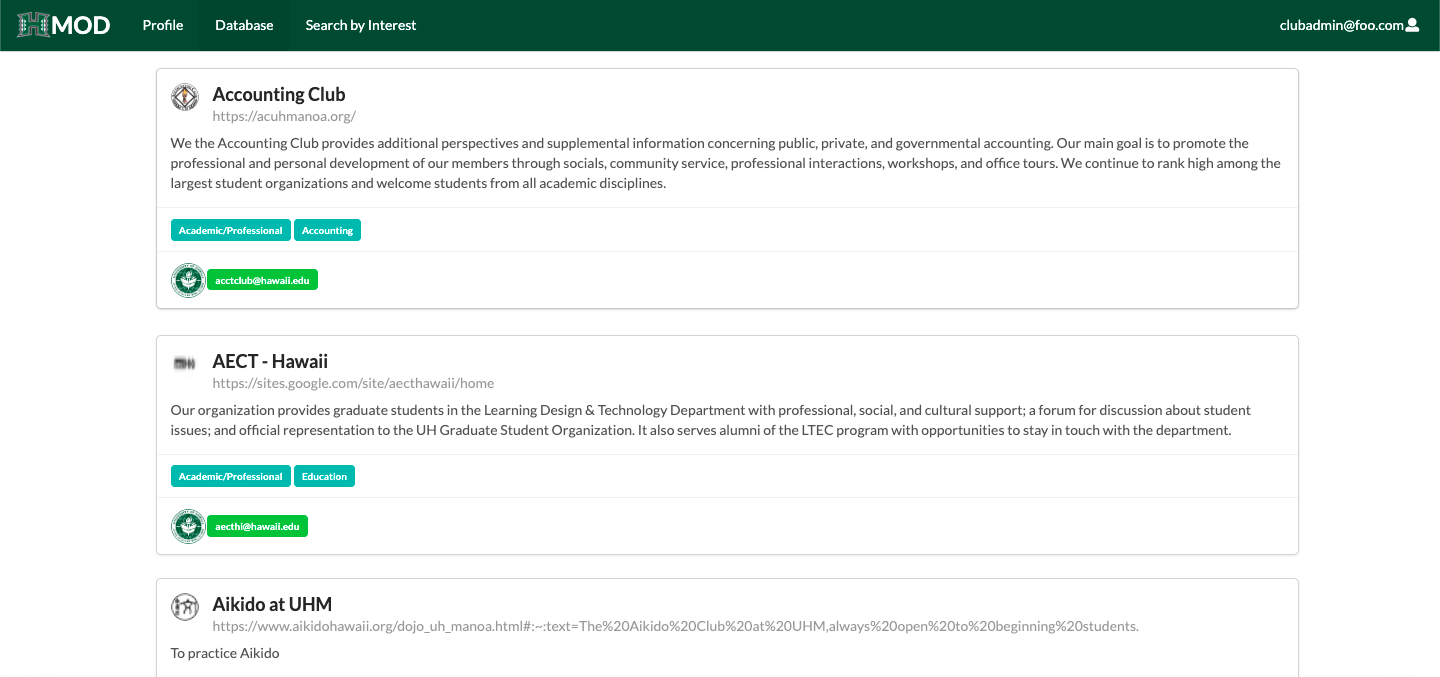 HMOD Profile Database Search by Interest clubadmin@foo.com
Accounting Club
https://acuhmanoa.org/
We the Accounting Club provides additional perspectives and supplemental information concerning public, private, and governmental accounting. Our main goal is to promote the
professional and personal development of our members through socials, community service, professional interactions, workshops, and office tours. We continue to rank high among the
largest student organizations and welcome students from all academic disciplines.
Academic/Professional Accounting
acctclub@hawaii.edu
AECT - Hawaii
https://sites.google.com/site/aecthawaii/home
Our organization provides graduate students in the Learning Design & Technology Department with professional, social, and cultural support; a forum for discussion about student
issues; and official representation to the UH Graduate Student Organization. It also serves alumni of the LTEC program with opportunities to stay in touch with the department.
Academic/Professional Education
aecthi@hawaii.edu
Aikido at UHM
https://www.aikidohawaii.org/dojo_uh_manoa.html#:~:text=The%20Aikido%20Club%20at%20UHM,always%20open%20to%20beginning%20students.
To practice Aikido